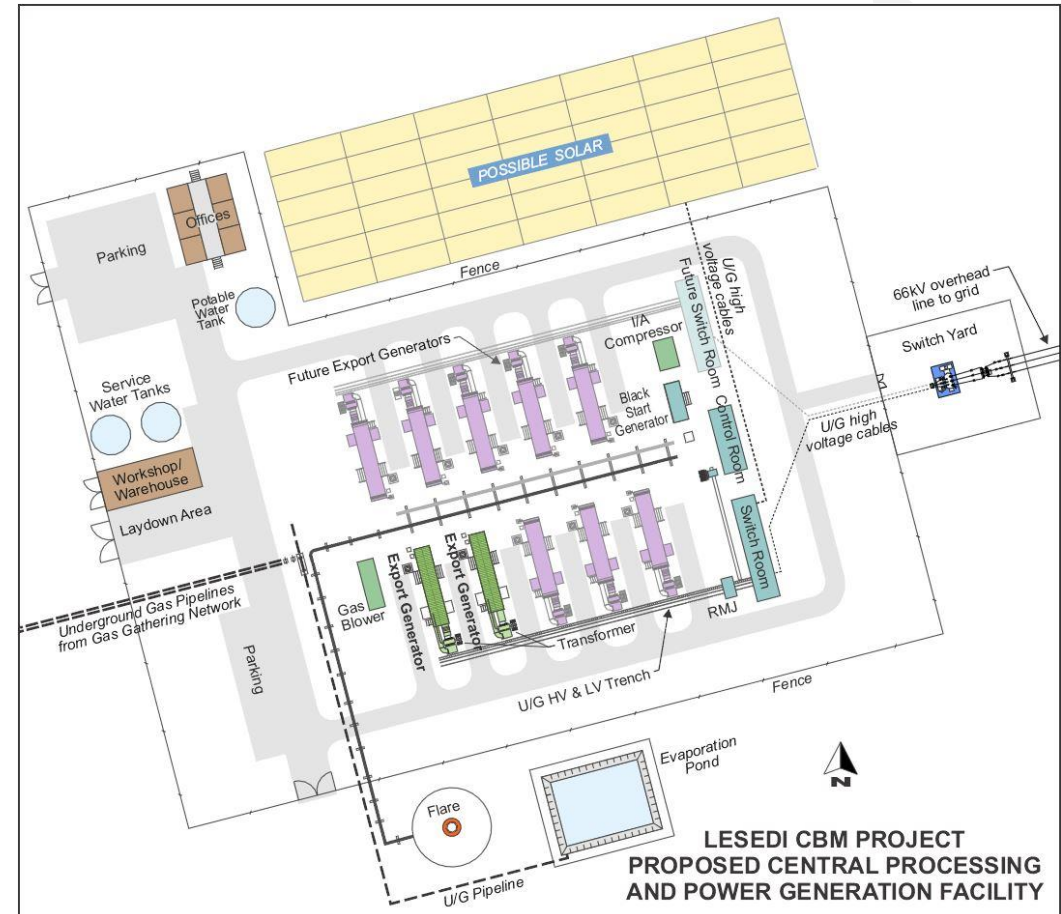 POSSIBLE SOLAR
Offices
Parking
Fence
Potable
Water
Tank
U/G high
voltage cables
Future Switch Room
66kV overhead
line to grid
Switch Yard
I/A
Compressor
Future Export Generators
Service
Water Tanks
Black
Start
Generator
Control Room
U/G high
voltage cables
Workshop/
Warehouse
Laydown Area
Switch Room
Export Generator
Export Generator
Gas
Blower
Underground Gas Pipelines
from Gas Gathering Network
RMJ
Transformer
Parking
U/G HV & LV Trench
Fence
Evaporation
Pond
Flare
N
U/G Pipeline
LESEDI CBM PROJECT
PROPOSED CENTRAL PROCESSING
AND POWER GENERATION FACILITY